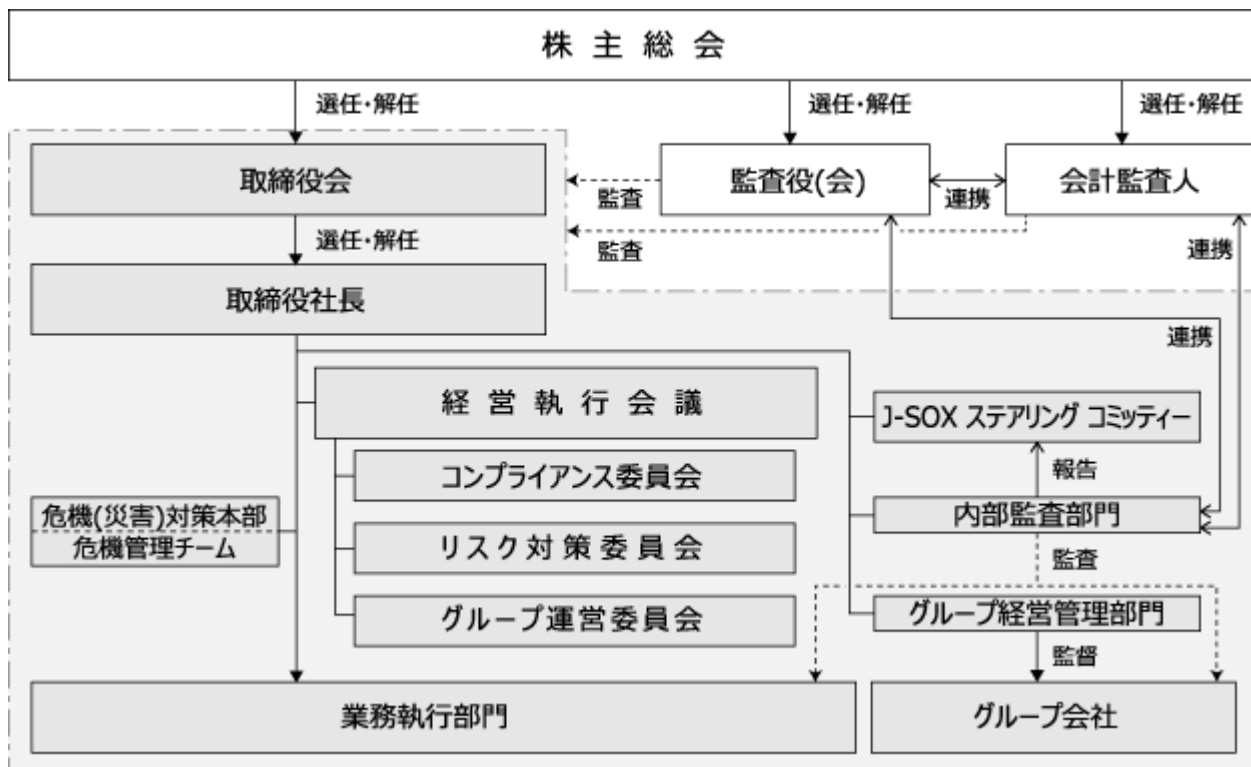 株主総会
選任・解任
選任・解任
選任・解任
取締役会
監査
監査役(会)
連携
会計監査人
選任・解任
監査
連携
取締役社長
連携
経営執行会議
J-SOX ステアリング コミッティー
コンプライアンス委員会
報告
危機(災害)対策本部
危機管理チーム
内部監査部門
リスク対策委員会
監査
グループ運営委員会
グループ経営管理部門
監督
業務執行部門
グループ会社